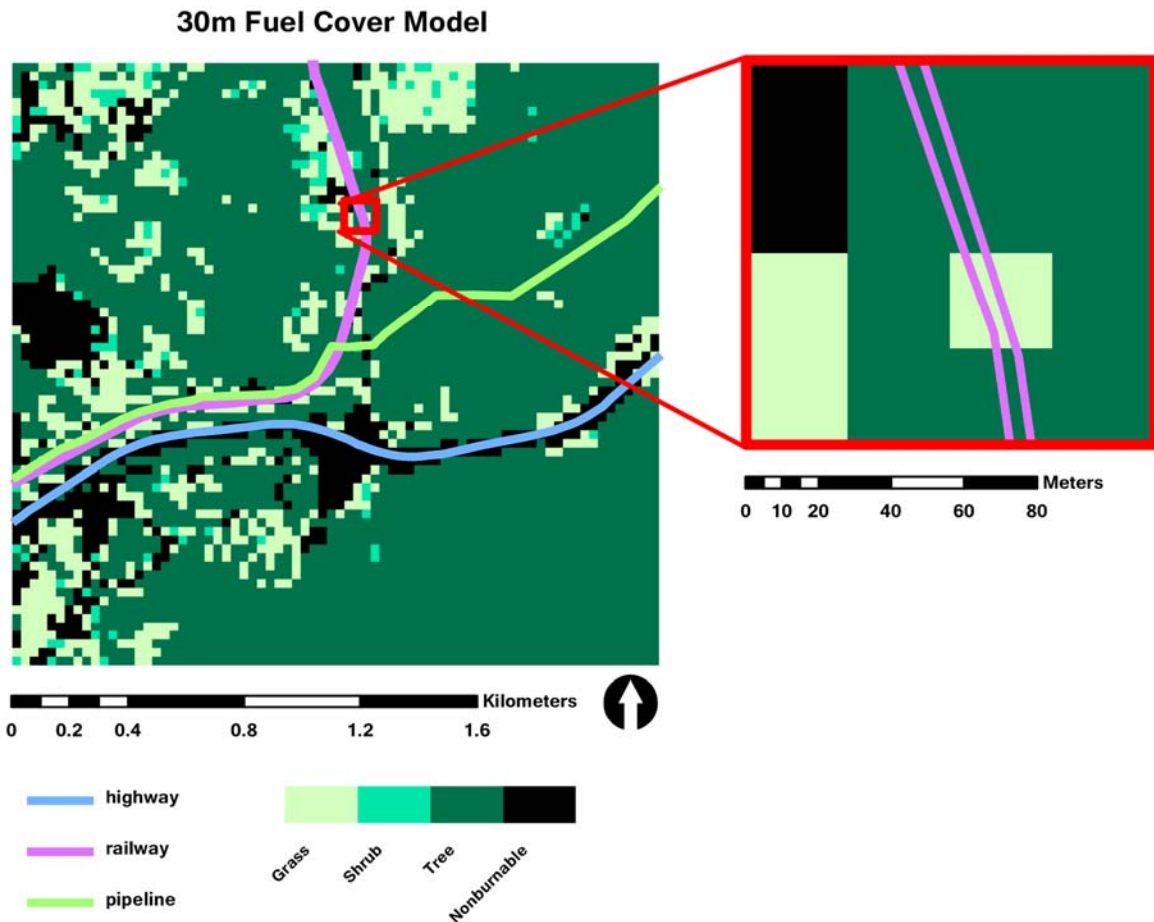 30m Fuel Cover Model
Meters
0 10 20 40 60 80
Kilometers
0 0.2 0.4 0.8 1.2 1.6
highway
railway
pipeline
Grass
Shrub
Tree
Nonburnable